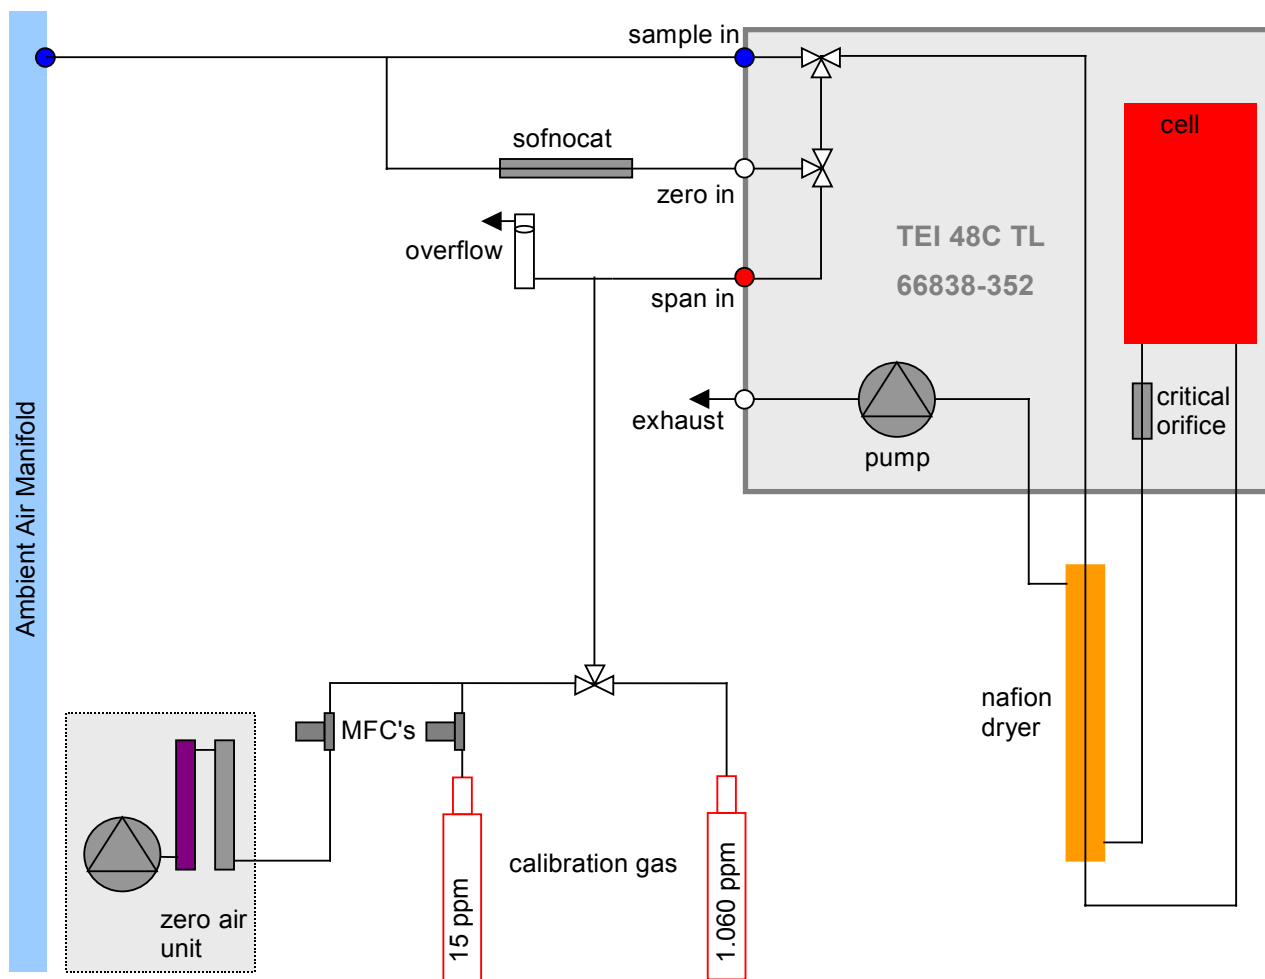 sample in
cell
sofnocat
zero in
TEI 48C TL
66838-352
overflow
span in
critical
orifice
exhaust
pump
Ambient Air Manifold
nafion
dryer
MFC's
calibration gas
15 ppm
1.060 ppm
zero air
unit